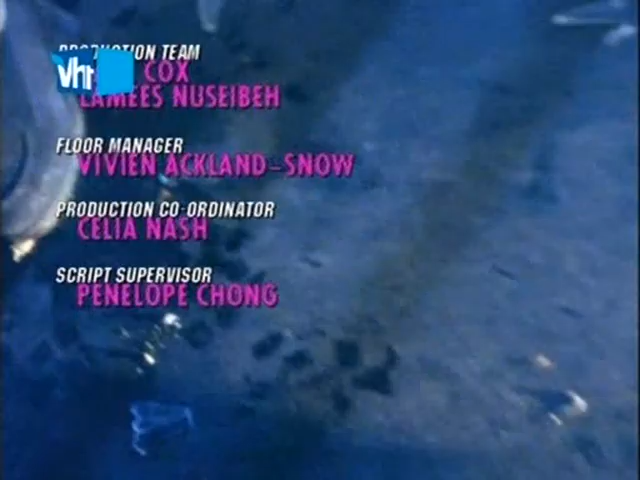 PRODUCTION TEAM
Vh1
COX
LAMEES NUSEIBEH
FLOOR MANAGER
VIVIEN ACKLAND-SNOW
PRODUCTION CO-ORDINATOR
CELIA NASH
SCRIPT SUPERVISOR
PENELOPE CHONG